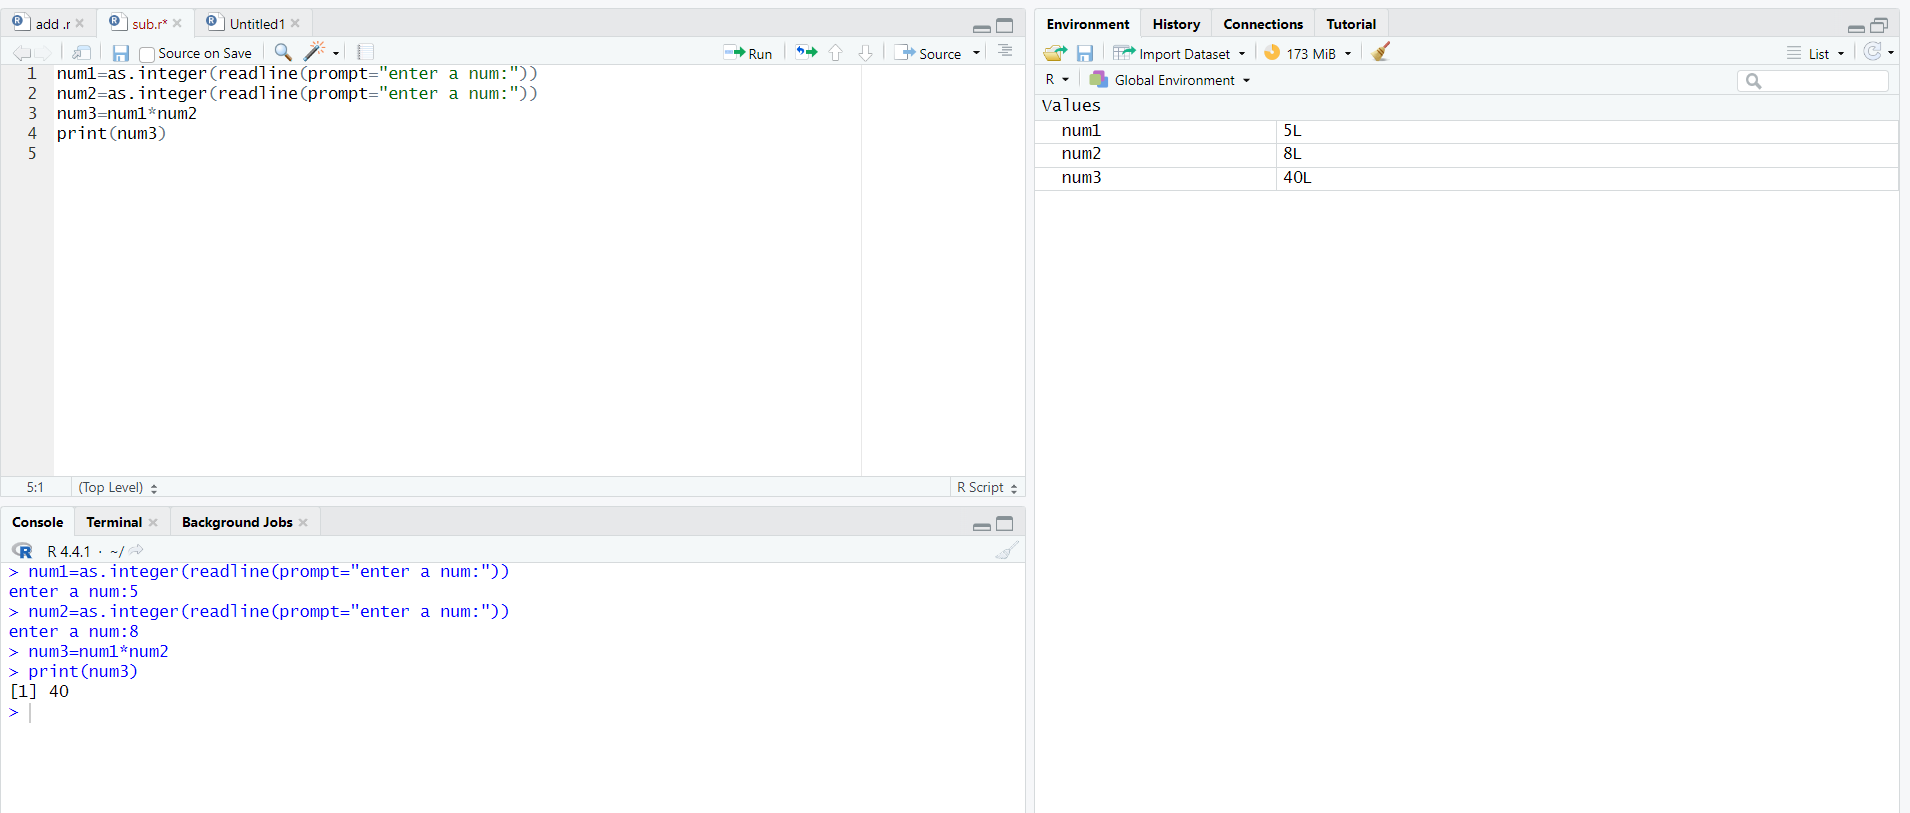 add .r
sub.r*
Untitled1
Source on Save
Run
Source
1 num1=as.integer(readline(prompt="enter a num:"))
2 num2=as.integer(readline(prompt="enter a num:"))
3 num3=num1*num2
4 print(num3)
5
5:1 (Top Level) R Script
Console Terminal Background Jobs
R R 4.4.1 · ~/
> num1=as.integer(readline(prompt="enter a num:"))
enter a num:5
> num2=as.integer(readline(prompt="enter a num:"))
enter a num:8
> num3=num1*num2
> print(num3)
[1] 40
>
Environment History Connections Tutorial
Import Dataset 173 MiB List
R Global Environment
Values
num1 5L
num2 8L
num3 40L